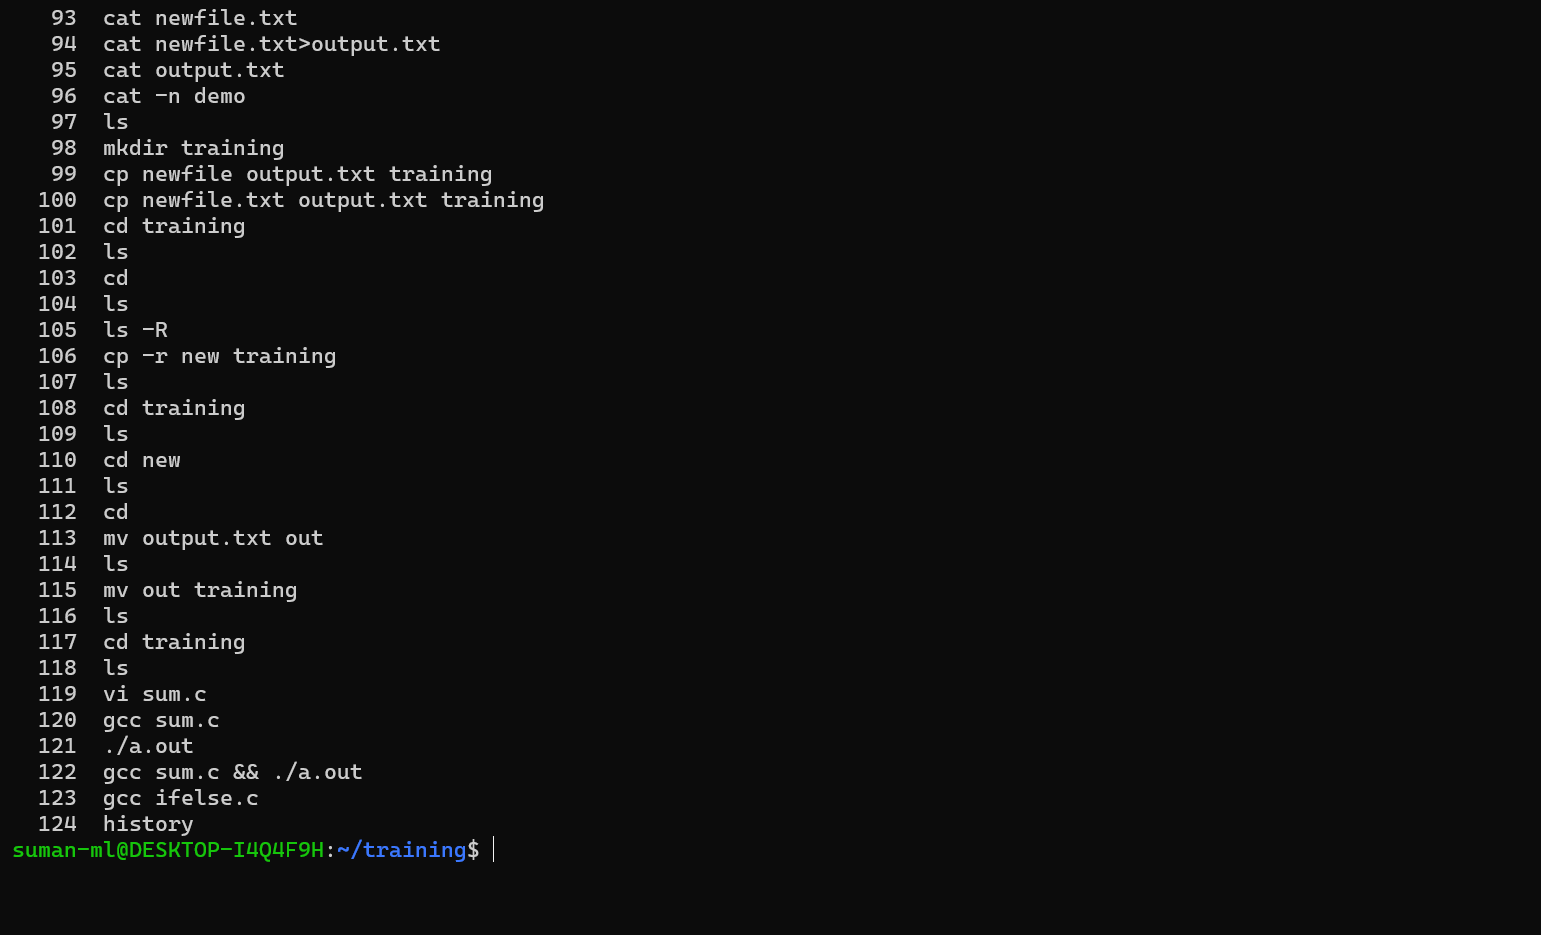 93  cat newfile.txt
94  cat newfile.txt>output.txt
95  cat output.txt
96  cat -n demo
97  ls
98  mkdir training
99  cp newfile output.txt training
100  cp newfile.txt output.txt training
101  cd training
102  ls
103  cd
104  ls
105  ls -R
106  cp -r new training
107  ls
108  cd training
109  ls
110  cd new
111  ls
112  cd
113  mv output.txt out
114  ls
115  mv out training
116  ls
117  cd training
118  ls
119  vi sum.c
120  gcc sum.c
121  ./a.out
122  gcc sum.c && ./a.out
123  gcc ifelse.c
124  history
suman-ml@DESKTOP-I4Q4F9H:~/training$